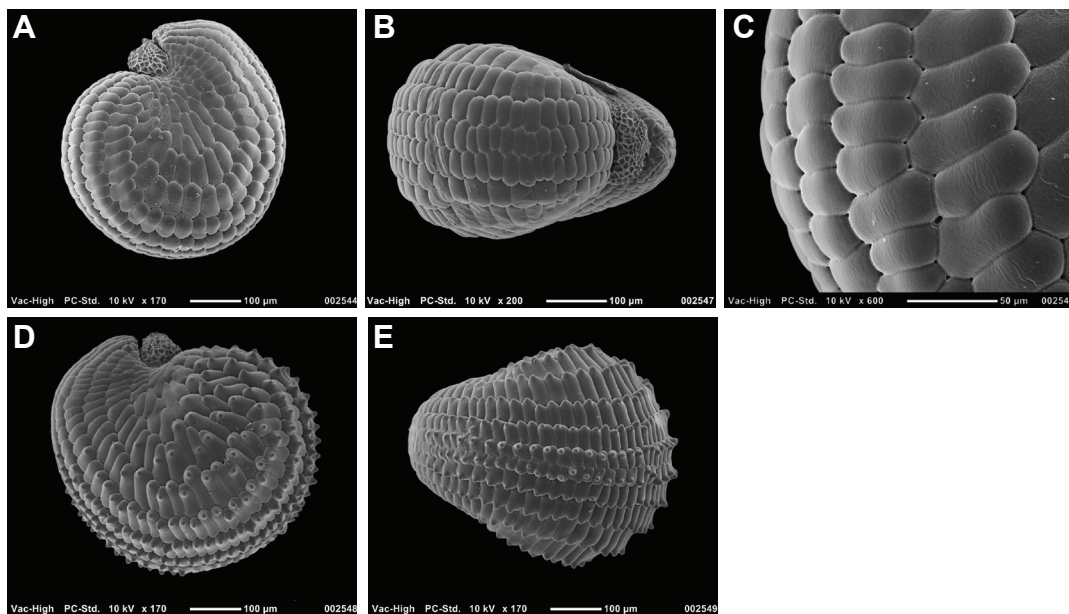 A
Vac-High PC-Std. 10 kV x 170 100 µm 002544
B
Vac-High PC-Std. 10 kV x 200 100 µm 002547
C
Vac-High PC-Std. 10 kV x 600 50 µm 00254
D
Vac-High PC-Std. 10 kV x 170 100 µm 002548
E
Vac-High PC-Std. 10 kV x 170 100 µm 002549